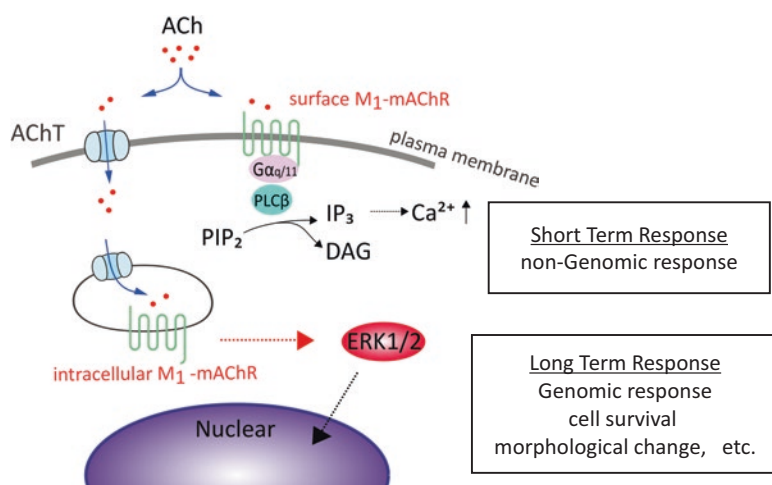 ACh
surface M₁-mAChR
AChT
plasma membrane
Gαq/11
PLCβ
PIP₂
IP₃
Ca²⁺
DAG
Short Term Response
non-Genomic response
intracellular M₁ -mAChR
ERK1/2
Long Term Response
Genomic response
cell survival
morphological change, etc.
Nuclear